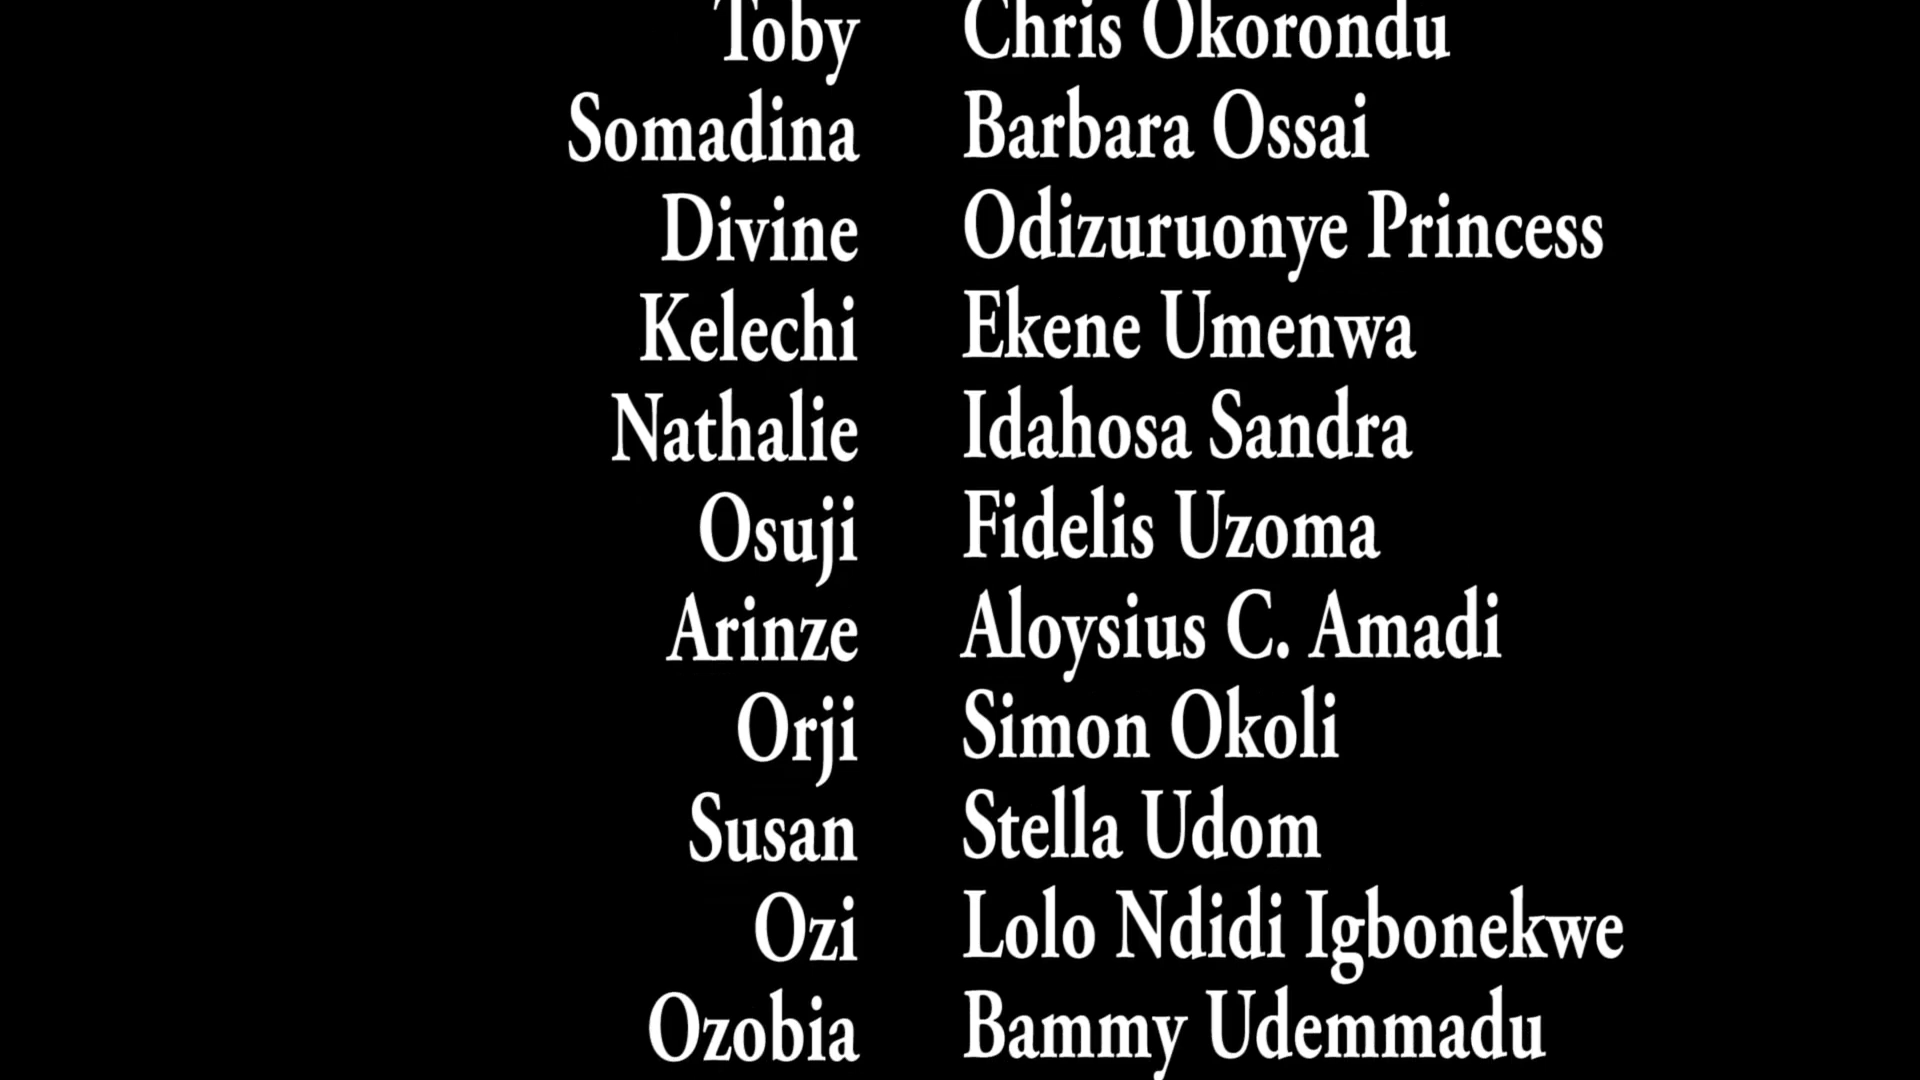 Toby Chris Okorondu
Somadina Barbara Ossai
Divine Odizuruonye Princess
Kelechi Ekene Umenwa
Nathalie Idahosa Sandra
Osuji Fidelis Uzoma
Arinze Aloysius C. Amadi
Orji Simon Okoli
Susan Stella Udom
Ozi Lolo Ndidi Igbonekwe
Ozobia Bammy Udemmadu